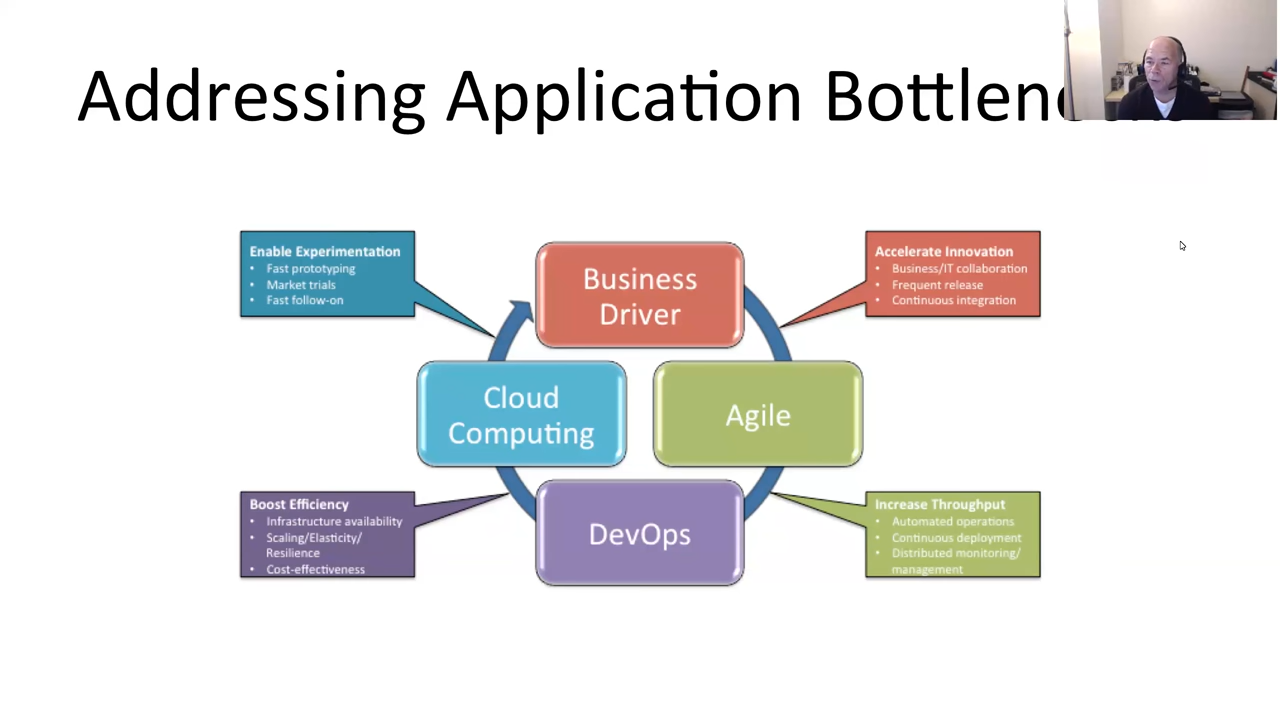 Addressing Application
Enable Experimentation
• Fast prototyping
• Market trials
• Fast follow-on
Business
Driver
Accelerate Innovation
• Business/IT collaboration
• Frequent release
• Continuous integration
Cloud
Computing
Agile
Boost Efficiency
• Infrastructure availability
• Scaling/Elasticity/
Resilience
• Cost-effectiveness
DevOps
Increase Throughput
• Automated operations
• Continuous deployment
• Distributed monitoring/
management